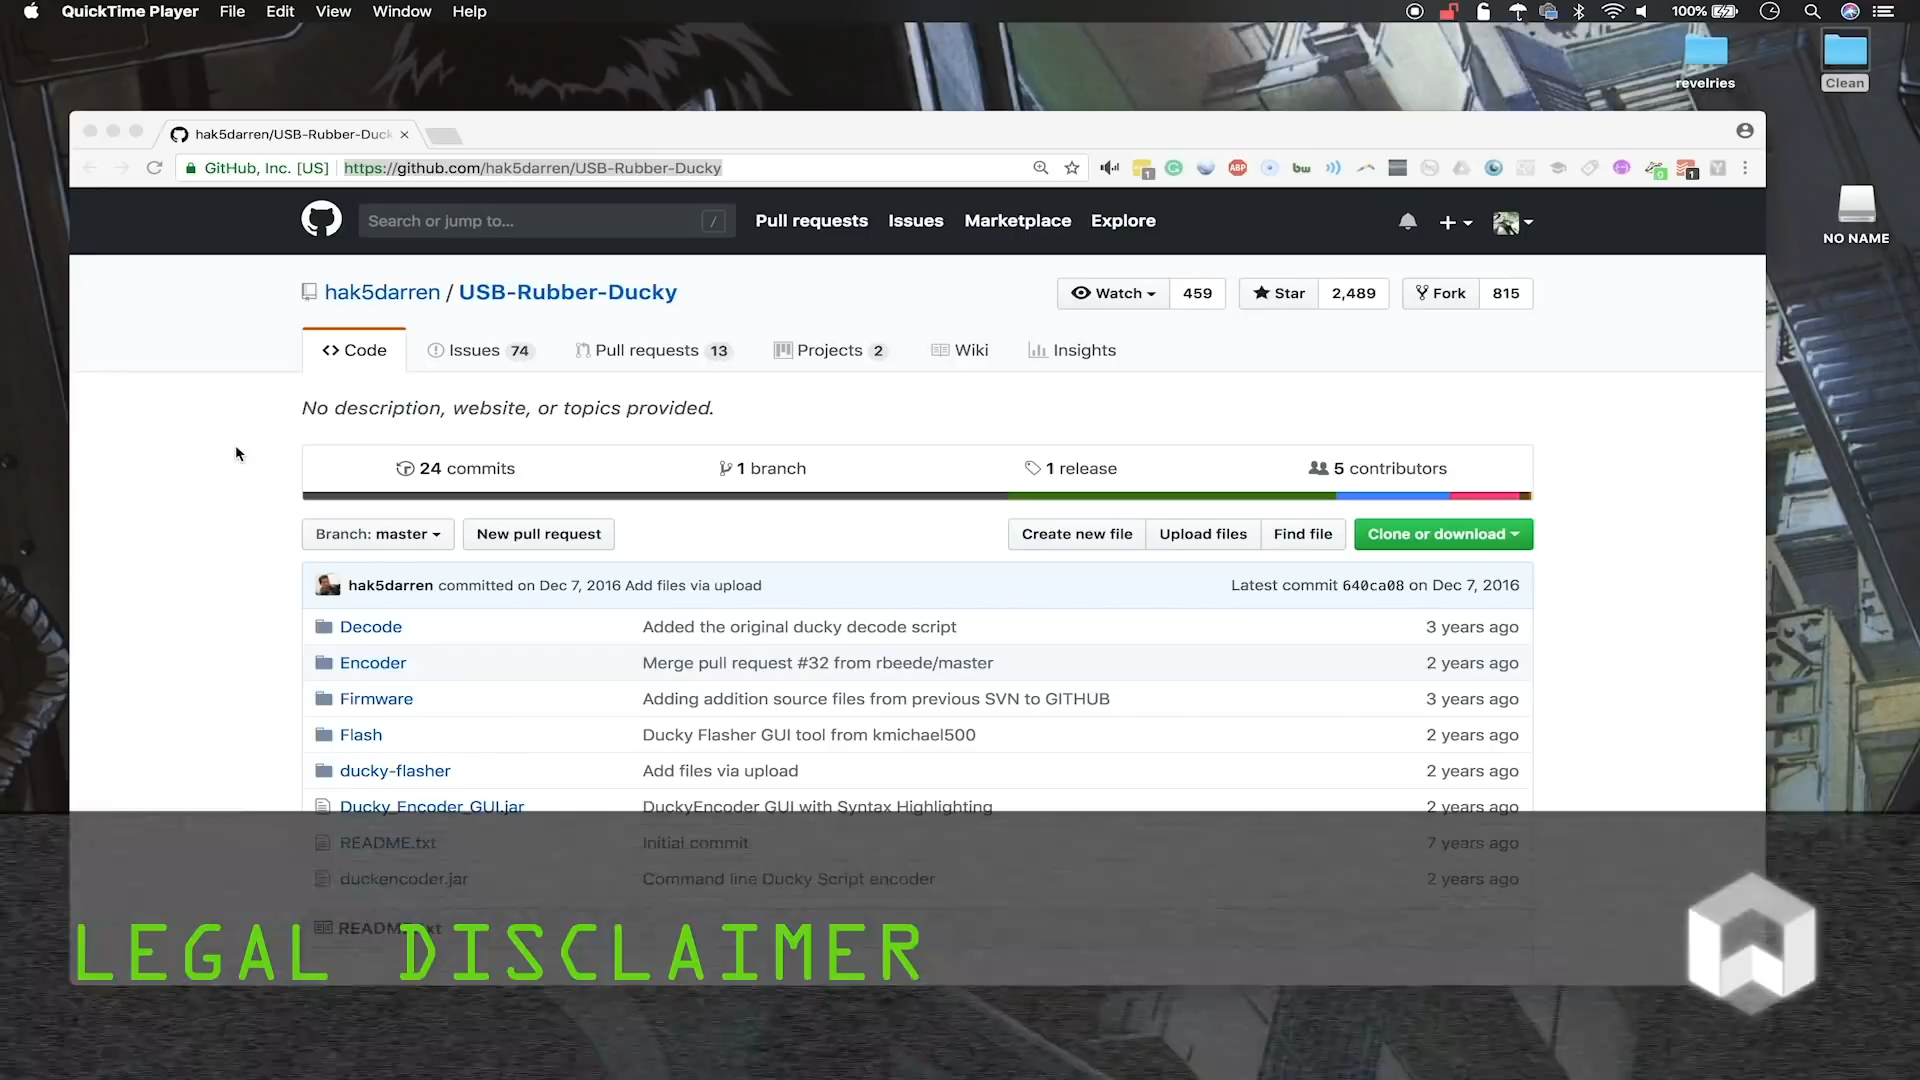 QuickTime Player File Edit View Window Help 100%
revelries
Clean
hak5darren/USB-Rubber-Duck
GitHub, Inc. [US] https://github.com/hak5darren/USB-Rubber-Ducky
NO NAME
Search or jump to... / Pull requests Issues Marketplace Explore
hak5darren / USB-Rubber-Ducky Watch 459 Star 2,489 Fork 815
Code Issues 74 Pull requests 13 Projects 2 Wiki Insights
No description, website, or topics provided.
24 commits 1 branch 1 release 5 contributors
Branch: master New pull request Create new file Upload files Find file Clone or download
hak5darren committed on Dec 7, 2016 Add files via upload Latest commit 640ca08 on Dec 7, 2016
Decode Added the original ducky decode script 3 years ago
Encoder Merge pull request #32 from rbeede/master 2 years ago
Firmware Adding addition source files from previous SVN to GITHUB 3 years ago
Flash Ducky Flasher GUI tool from kmichael500 2 years ago
ducky-flasher Add files via upload 2 years ago
Ducky_Encoder_GUI.jar DuckyEncoder GUI with Syntax Highlighting 2 years ago
README.txt Initial commit 7 years ago
duckencoder.jar Command line Ducky Script encoder 2 years ago
README.txt
LEGAL DISCLAIMER